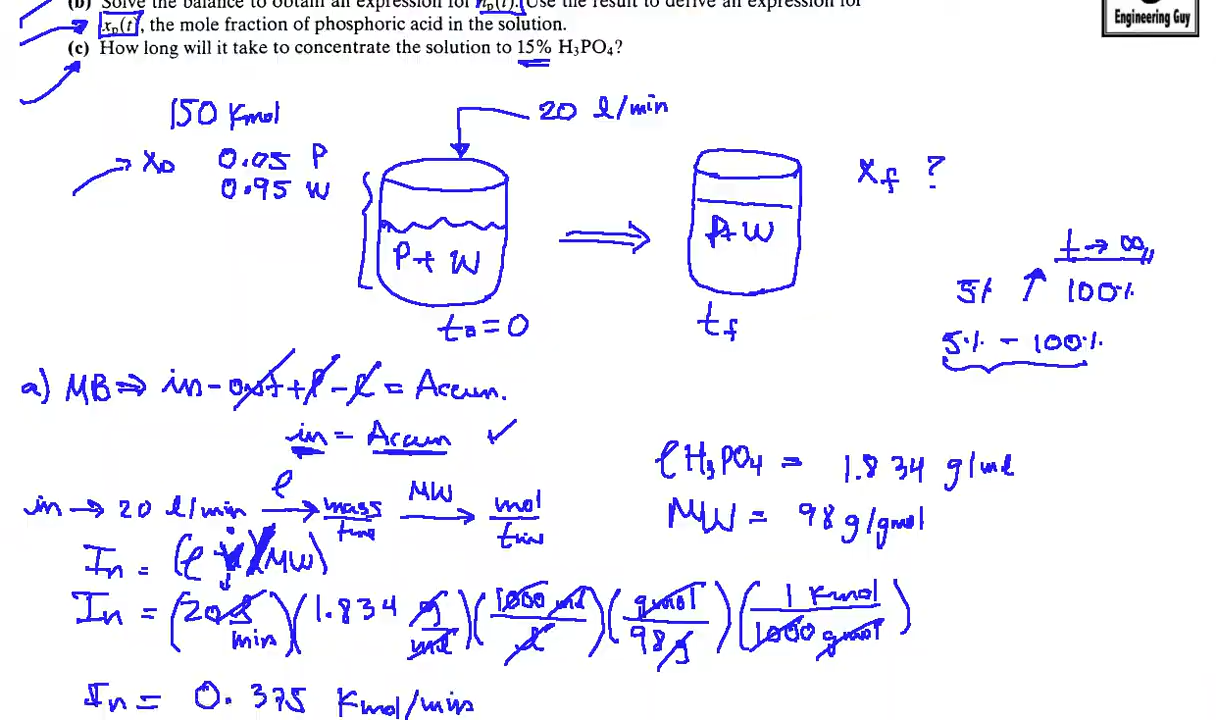 (b) Solve the balance to obtain an expression for nₚ(t). Use the result to derive an expression for
xₚ(t), the mole fraction of phosphoric acid in the solution.
(c) How long will it take to concentrate the solution to 15% H₃PO₄?
Engineering Guy
150 Kmol
20 l/min
x₀ 0.05 P
0.95 W
xf ?
P+W
P+W
t₀=0
tf
t→∞
5% ↑ 100%
5% - 100%
a) MB ⇒ in - out + P - L = Accum.
in = Accum ✓
ρ H₃PO₄ = 1.834 g/ml
MW = 98 g/gmol
in → 20 l/min ρ→ mass/time MW→ mol/time
In = (ρ)(MW)
In = (20 l/min)(1.834 g/ml)(1000 ml/l)(gmol/98 g)(1 Kmol/1000 gmol)
In = 0.375 Kmol/min